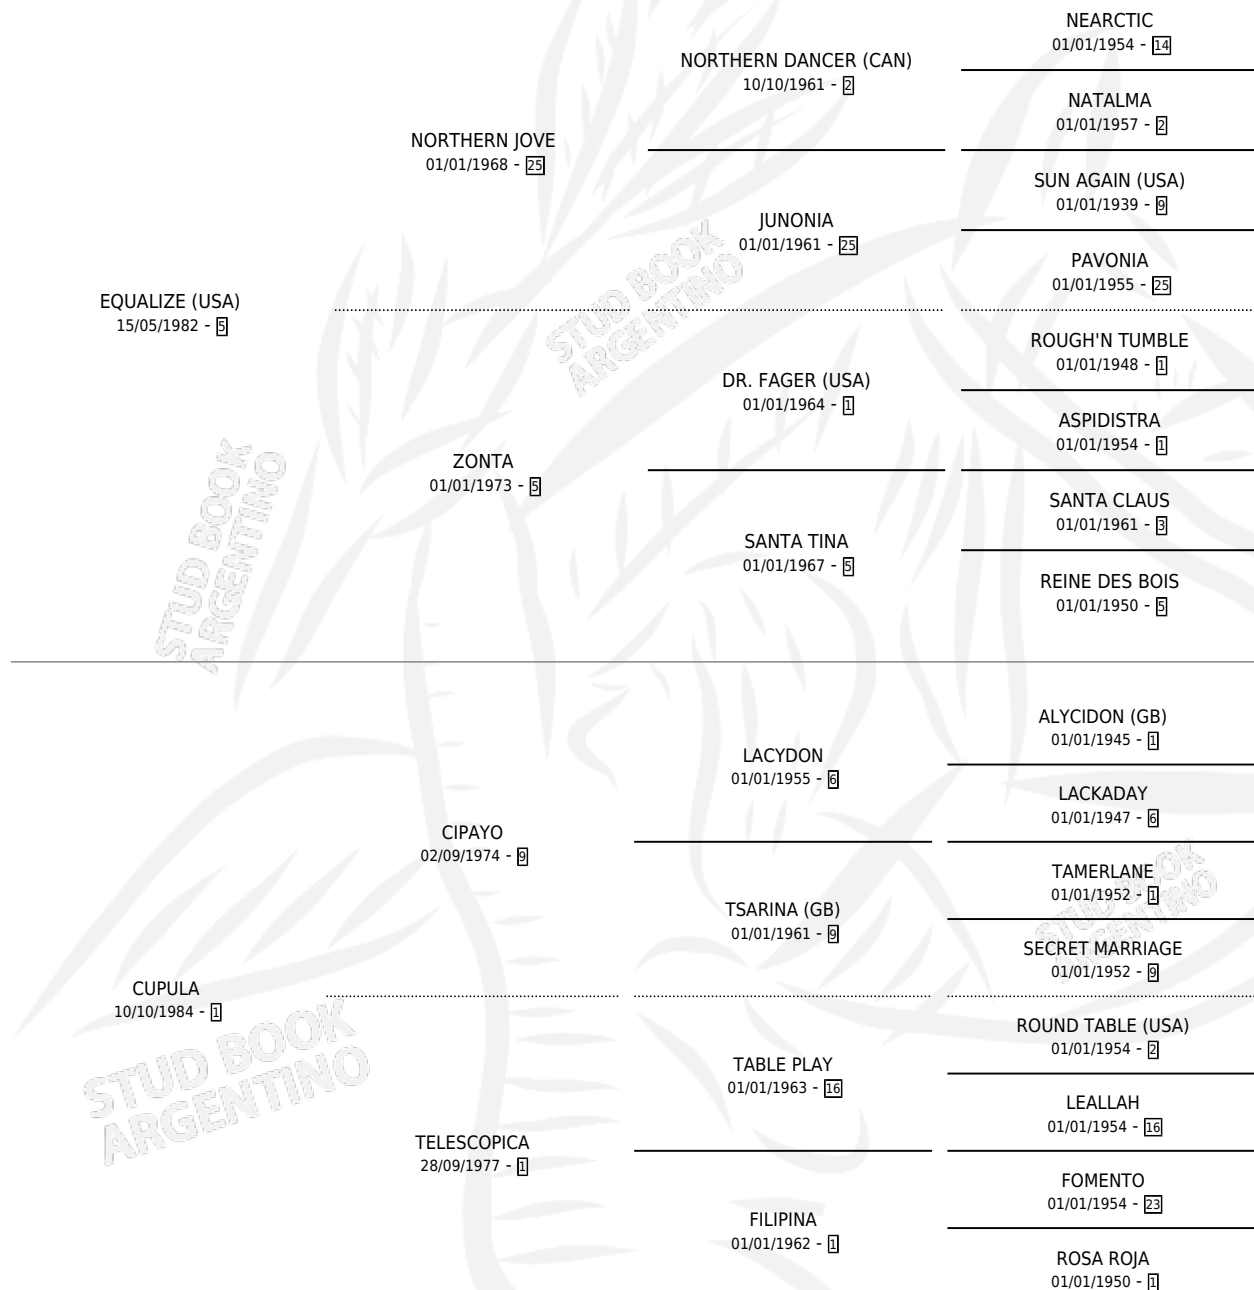 NEARCTIC
01/01/1954 - 14
NORTHERN DANCER (CAN)
10/10/1961 - 2
NATALMA
01/01/1957 - 2
NORTHERN JOVE
01/01/1968 - 25
SUN AGAIN (USA)
01/01/1939 - 9
JUNONIA
01/01/1961 - 25
PAVONIA
01/01/1955 - 25
EQUALIZE (USA)
15/05/1982 - 5
STUD BOOK
ARGENTINO
ROUGH'N TUMBLE
01/01/1948 - 1
DR. FAGER (USA)
01/01/1964 - 1
ASPIDISTRA
01/01/1954 - 1
ZONTA
01/01/1973 - 5
SANTA CLAUS
01/01/1961 - 3
SANTA TINA
01/01/1967 - 5
REINE DES BOIS
01/01/1950 - 5
STUD BOOK
ARGENTINO
ALYCIDON (GB)
01/01/1945 - 1
LACYDON
01/01/1955 - 6
LACKADAY
01/01/1947 - 6
CIPAYO
02/09/1974 - 9
TAMERLANE
01/01/1952 - 1
TSARINA (GB)
01/01/1961 - 9
SECRET MARRIAGE
01/01/1952 - 9
STUD BOOK
ARGENTINO
CUPULA
10/10/1984 - 1
ROUND TABLE (USA)
01/01/1954 - 2
TABLE PLAY
01/01/1963 - 16
LEALLAH
01/01/1954 - 16
STUD BOOK
ARGENTINO
TELESCOPICA
28/09/1977 - 1
FOMENTO
01/01/1954 - 23
FILIPINA
01/01/1962 - 1
ROSA ROJA
01/01/1950 - 1